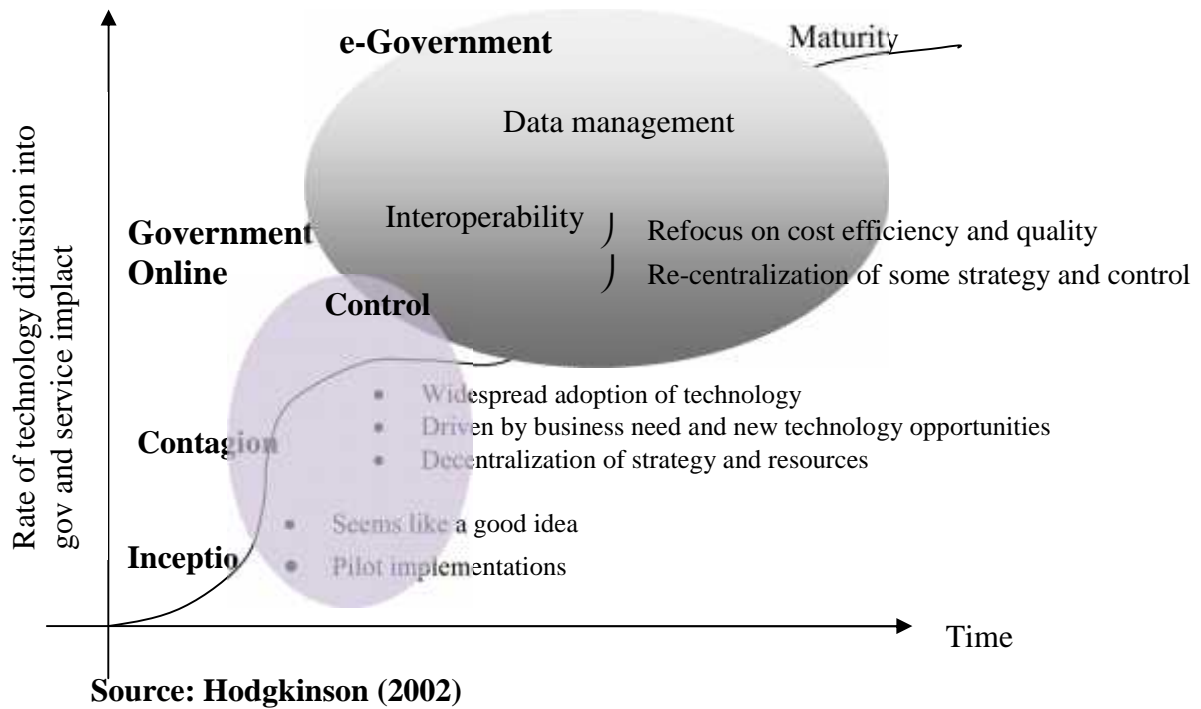 e-Government
Maturity
Data management
Interoperability
Refocus on cost efficiency and quality
Re-centralization of some strategy and control
Government
Online
Control
• Widespread adoption of technology
• Driven by business need and new technology opportunities
• Decentralization of strategy and resources
Contagion
• Seems like a good idea
• Pilot implementations
Inceptio
Rate of technology diffusion into
gov and service implact
Time
Source: Hodgkinson (2002)